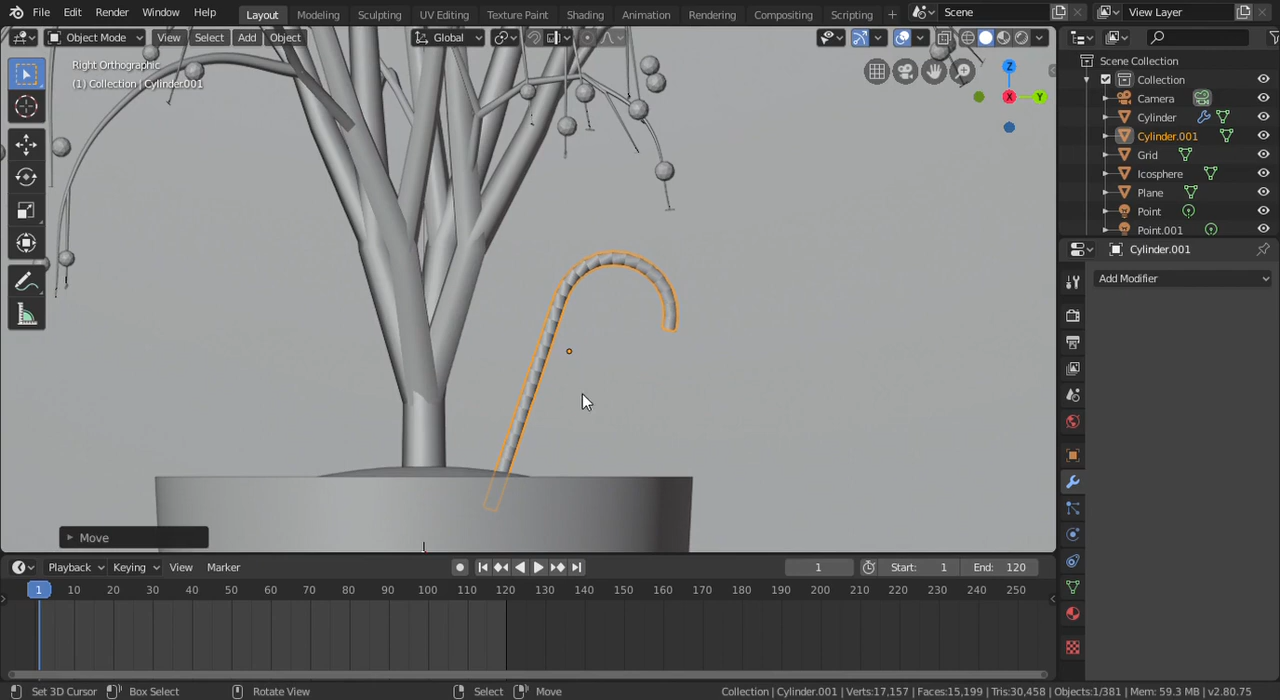 File Edit Render Window Help Layout Modeling Sculpting UV Editing Texture Paint Shading Animation Rendering Compositing Scripting Scene View Layer
Object Mode View Select Add Object Global
Right Orthographic
(1) Collection | Cylinder.001
Z
X
Y
Scene Collection
Collection
Camera
Cylinder
Cylinder.001
Grid
Icosphere
Plane
Point
Point.001
Cylinder.001
Add Modifier
Move
Playback Keying View Marker 1 Start: 1 End: 120
1 10 20 30 40 50 60 70 80 90 100 110 120 130 140 150 160 170 180 190 200 210 220 230 240 250
Set 3D Cursor Box Select Rotate View Select Move Collection | Cylinder.001 | Verts:17,157 | Faces:15,199 | Tris:30,458 | Objects:1/381 | Mem: 59.3 MB | v2.80.75